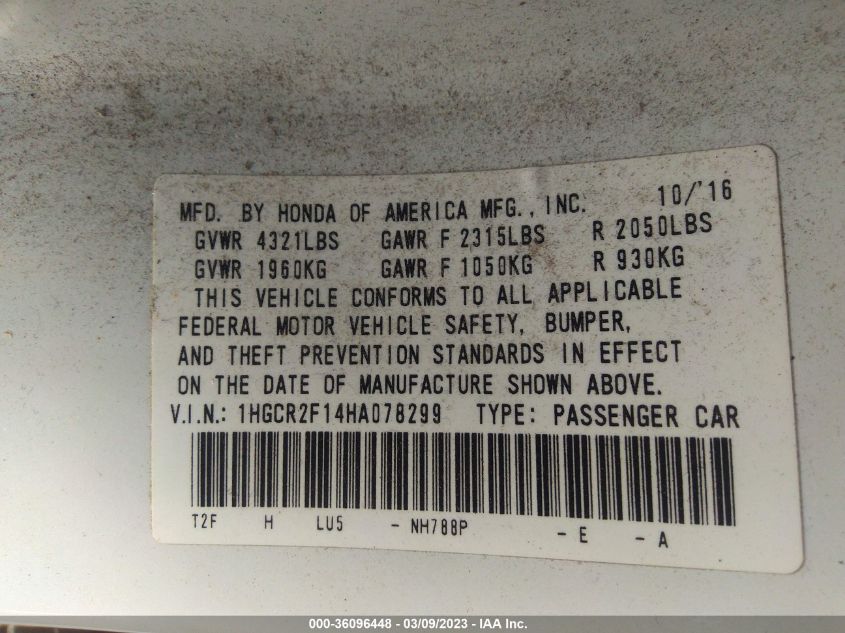 MFD. BY HONDA OF AMERICA MFG., INC. 10/'16
GVWR 4321LBS GAWR F 2315LBS R 2050LBS
GVWR 1960KG GAWR F 1050KG R 930KG
THIS VEHICLE CONFORMS TO ALL APPLICABLE
FEDERAL MOTOR VEHICLE SAFETY, BUMPER,
AND THEFT PREVENTION STANDARDS IN EFFECT
ON THE DATE OF MANUFACTURE SHOWN ABOVE.
V.I.N.: 1HGCR2F14HA078299 TYPE: PASSENGER CAR
T2F H LU5 - NH788P - E - A
000-36096448 - 03/09/2023 - IAA Inc.